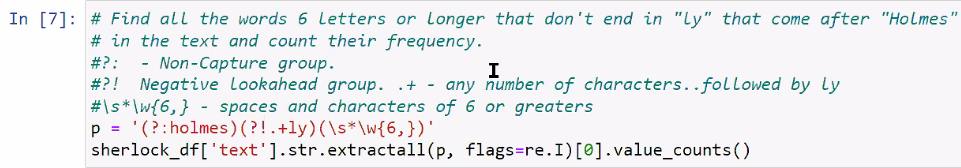 In [7]: # Find all the words 6 letters or longer that don't end in "ly" that come after "Holmes"
# in the text and count their frequency.
#?:  - Non-Capture group.
#?!  Negative lookahead group. .+ - any number of characters..followed by ly
#\s*\w{6,} - spaces and characters of 6 or greaters
p = '(?:holmes)(?!.+ly)(\s*\w{6,})'
sherlock_df['text'].str.extractall(p, flags=re.I)[0].value_counts()